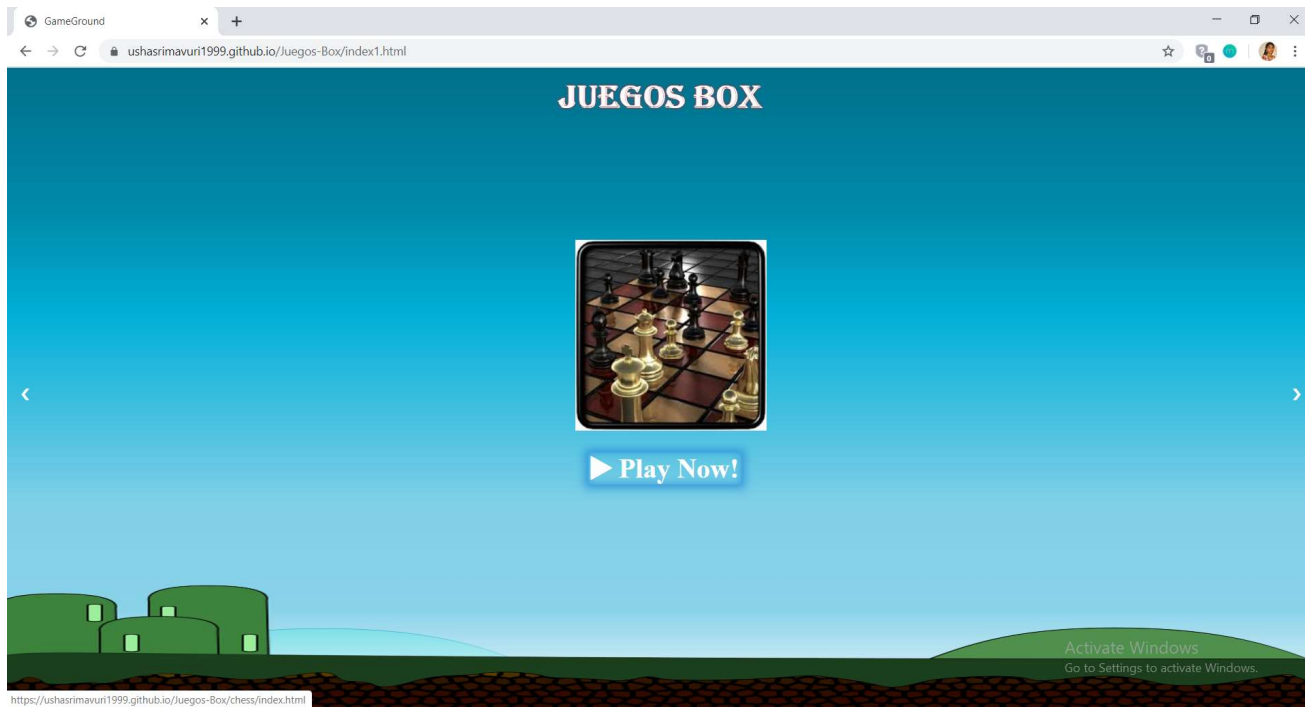 GameGround
ushasrimavuri1999.github.io/Juegos-Box/index1.html
0
JUEGOS BOX
Play Now!
Activate Windows
Go to Settings to activate Windows.
https://ushasrimavuri1999.github.io/Juegos-Box/chess/index.html